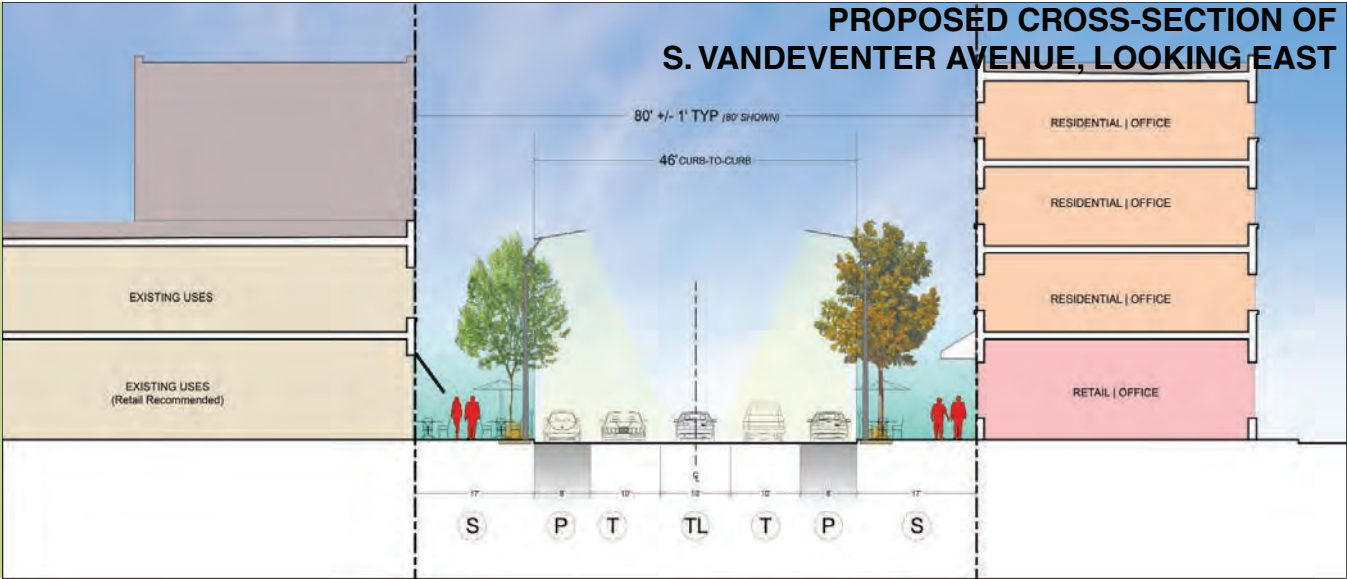 PROPOSED CROSS-SECTION OF
S. VANDEVENTER AVENUE, LOOKING EAST
80' +/- 1' TYP (80' SHOWN)
46' CURB-TO-CURB
RESIDENTIAL | OFFICE
RESIDENTIAL | OFFICE
EXISTING USES
RESIDENTIAL | OFFICE
EXISTING USES
(Retail Recommended)
RETAIL | OFFICE
17' 8' 10' 10' 10' 8' 17'
S P T TL T P S